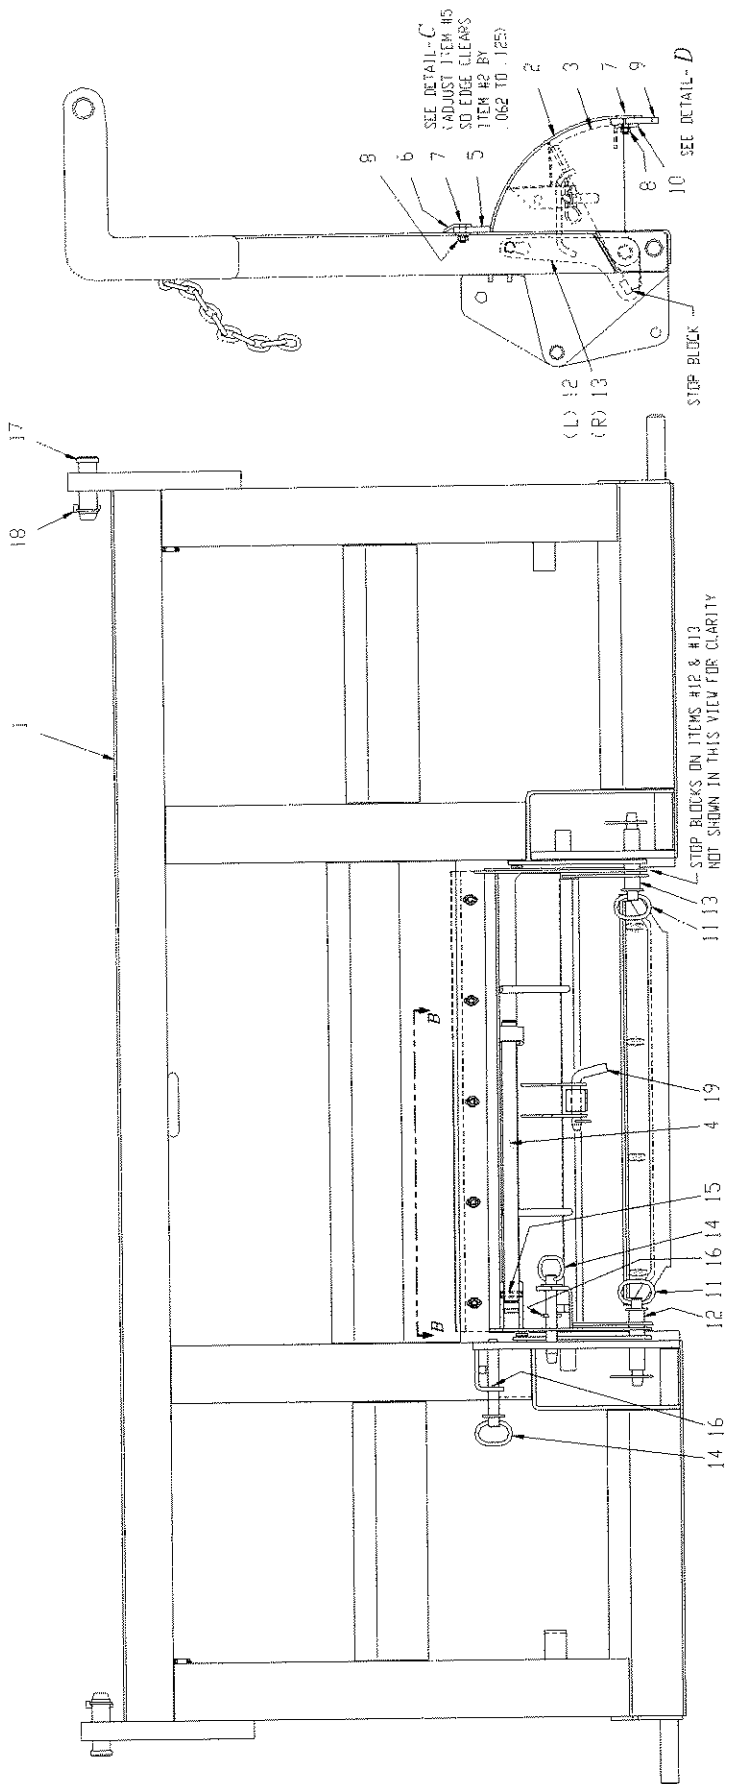 1
18
17
8
6
7
5
SEE DETAIL-C
(ADJUST ITEM #5
SO EDGE CLEARS
ITEM #2 BY
.062 TO .125)
2
3
7
9
8
10
SEE DETAIL-D
(L) 12
(R) 13
STOP BLOCK
B
B
14 16
12
11
16 14
15
4
19
11 13
STOP BLOCKS ON ITEMS #12 & #13
NOT SHOWN IN THIS VIEW FOR CLARITY